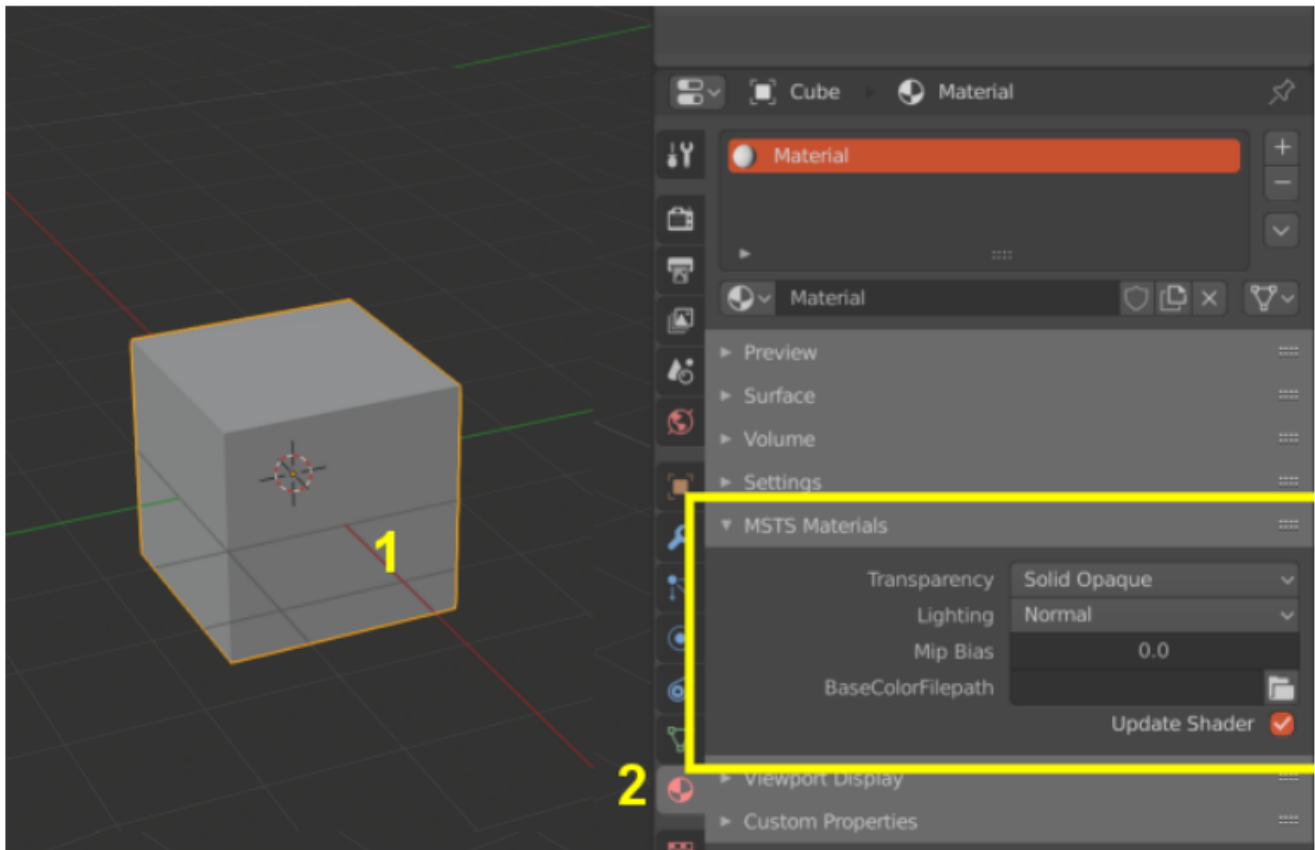 Cube Material
Material
Material
Preview
Surface
Volume
Settings
MSTS Materials
Transparency Solid Opaque
Lighting Normal
Mip Bias 0.0
BaseColorFilepath
Update Shader
Viewport Display
Custom Properties
1
2